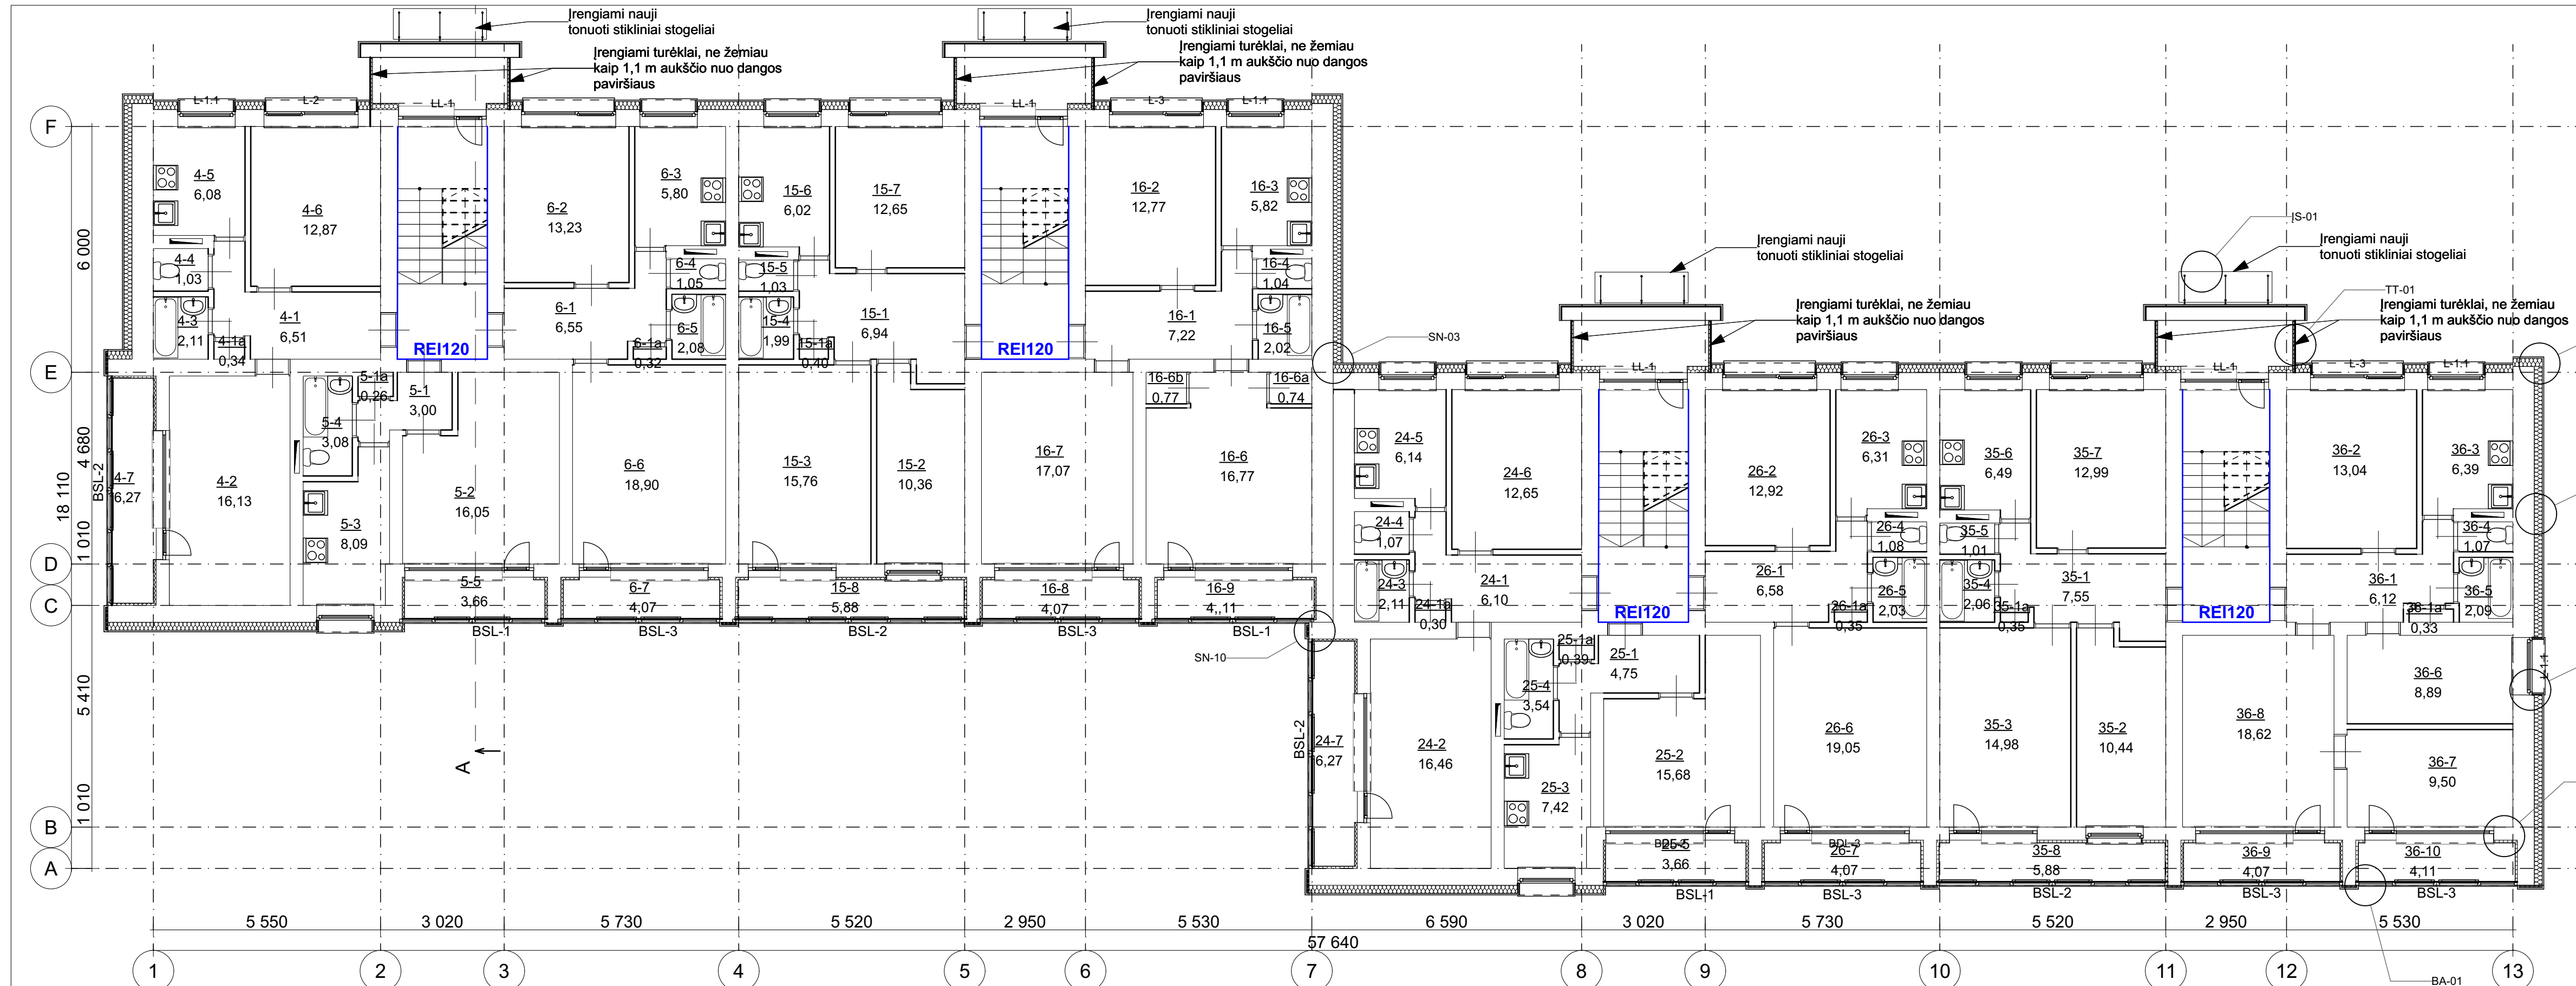 Įrengiami nauji
tonuoti stikliniai stogeliai
Įrengiami turėklai, ne žemiau
kaip 1,1 m aukščio nuo dangos
paviršiaus
Įrengiami nauji
tonuoti stikliniai stogeliai
Įrengiami turėklai, ne žemiau
kaip 1,1 m aukščio nuo dangos
paviršiaus
L-1.1
L-2
LL-1
LL-1
L-3
L-1.1
F
4-5
6,08
4-6
12,87
6-2
13,23
6-3
5,80
15-6
6,02
15-7
12,65
16-2
12,77
16-3
5,82
6 000
4-4
1,03
6-4
1,05
15-5
1,03
16-4
1,04
4-3
2,11
4-1
6,51
4-1a
0,34
6-1
6,55
6-1a
0,32
6-5
2,08
15-4
1,99
15-1a
0,40
15-1
6,94
16-1
7,22
16-5
2,02
REI120
REI120
SN-03
ĮS-01
Įrengiami nauji
tonuoti stikliniai stogeliai
Įrengiami nauji
tonuoti stikliniai stogeliai
TT-01
Įrengiami turėklai, ne žemiau
kaip 1,1 m aukščio nuo dangos
paviršiaus
Įrengiami turėklai, ne žemiau
kaip 1,1 m aukščio nuo dangos
paviršiaus
E
LL-1
LL-1
L-3
L-1.1
5-1a
0,26
5-1
3,00
5-4
3,08
16-6b
0,77
16-6a
0,74
4 680
18 110
BSL-2
4-7
6,27
4-2
16,13
5-3
8,09
5-2
16,05
6-6
18,90
15-3
15,76
15-2
10,36
16-7
17,07
16-6
16,77
24-5
6,14
24-6
12,65
26-2
12,92
26-3
6,31
35-6
6,49
35-7
12,99
36-2
13,04
36-3
6,39
1 010
D
24-4
1,07
26-4
1,08
35-5
1,01
36-4
1,07
C
5-5
3,66
6-7
4,07
15-8
5,88
16-8
4,07
16-9
4,,11
BSL-1
BSL-3
BSL-2
BSL-3
BSL-1
24-3
2,11
24-1
6,10
24-1a
0,30
26-1
6,58
26-1a
0,35
26-5
2,03
35-4
2,06
35-1a
0,35
35-1
7,55
36-1
6,12
36-1a
0,33
36-5
2,09
REI120
REI120
SN-10
25-1a
0,39
25-1
4,75
25-4
3,54
5 410
BSL-2
24-7
6,27
24-2
16,46
25-3
7,42
25-2
15,68
26-6
19,05
35-3
14,98
35-2
10,44
36-8
18,62
36-6
8,89
L-1.1
36-7
9,50
A
1 010
B
A
25-5
3,66
BDL-3
26-7
4,07
35-8
5,88
36-9
4,07
36-10
4,11
BSL-1
BSL-3
BSL-2
BSL-3
BSL-3
5 550
3 020
5 730
5 520
2 950
5 530
6 590
3 020
5 730
5 520
2 950
5 530
57 640
1
2
3
4
5
6
7
8
9
10
11
12
13
BA-01